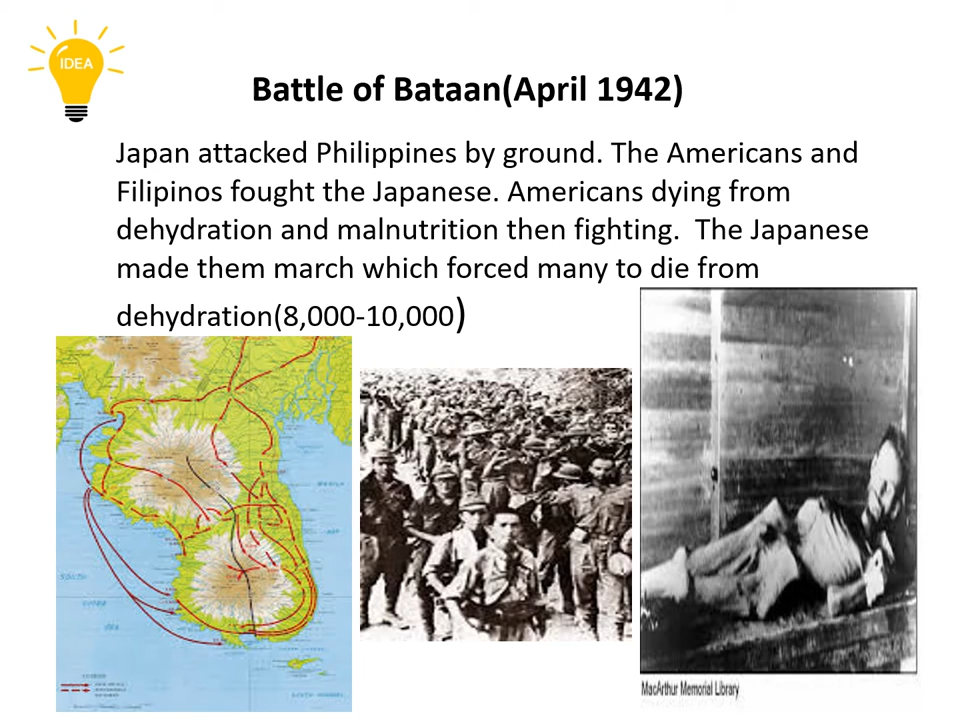 IDEA
Battle of Bataan(April 1942)
Japan attacked Philippines by ground. The Americans and
Filipinos fought the Japanese. Americans dying from
dehydration and malnutrition then fighting.  The Japanese
made them march which forced many to die from
dehydration(8,000-10,000)
SOUTH
SEA
MacArthur Memorial Library